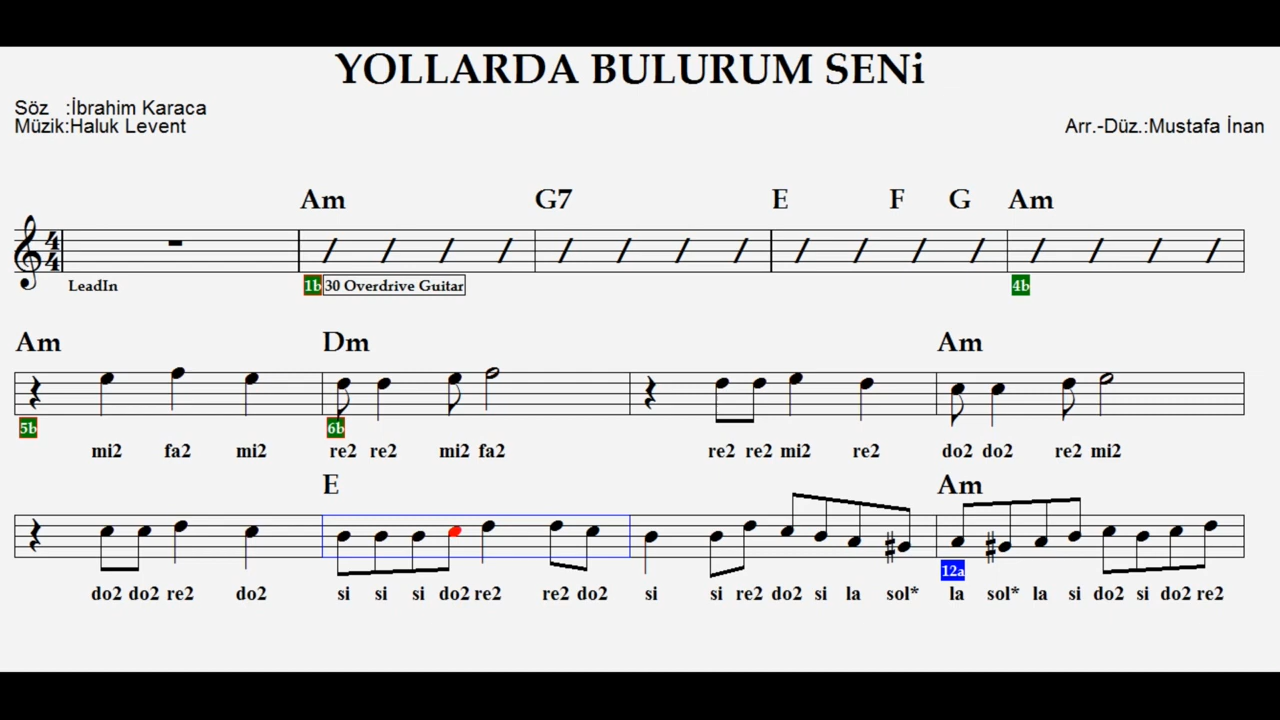 YOLLARDA BULURUM SENi
Söz :İbrahim Karaca
Müzik:Haluk Levent
Arr.-Düz.:Mustafa İnan
Am G7 E F G Am
4 4
LeadIn 1b 30 Overdrive Guitar 4b
Am Dm Am
5b 6b
mi2 fa2 mi2 re2 re2 mi2 fa2 re2 re2 mi2 re2 do2 do2 re2 mi2
E Am
12a
do2 do2 re2 do2 si si si do2 re2 re2 do2 si si re2 do2 si la sol* la sol* la si do2 si do2 re2